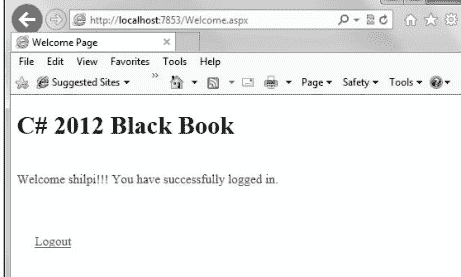 http://localhost:7853/Welcome.aspx
Welcome Page
File Edit View Favorites Tools Help
Suggested Sites Page Safety Tools
C# 2012 Black Book
Welcome shilpi!!! You have successfully logged in.
Logout